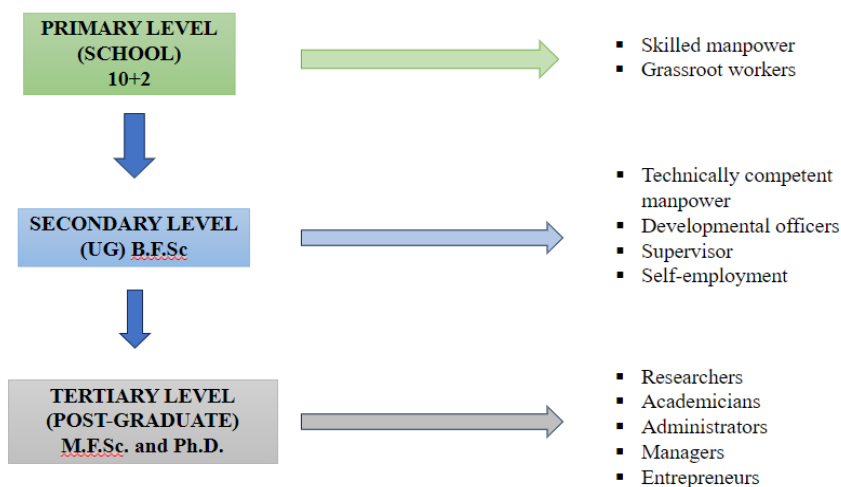 PRIMARY LEVEL
(SCHOOL)
10+2
▪ Skilled manpower
▪ Grassroot workers
SECONDARY LEVEL
(UG) B.F.Sc
▪ Technically competent
manpower
▪ Developmental officers
▪ Supervisor
▪ Self-employment
TERTIARY LEVEL
(POST-GRADUATE)
M.F.Sc. and Ph.D.
▪ Researchers
▪ Academicians
▪ Administrators
▪ Managers
▪ Entrepreneurs